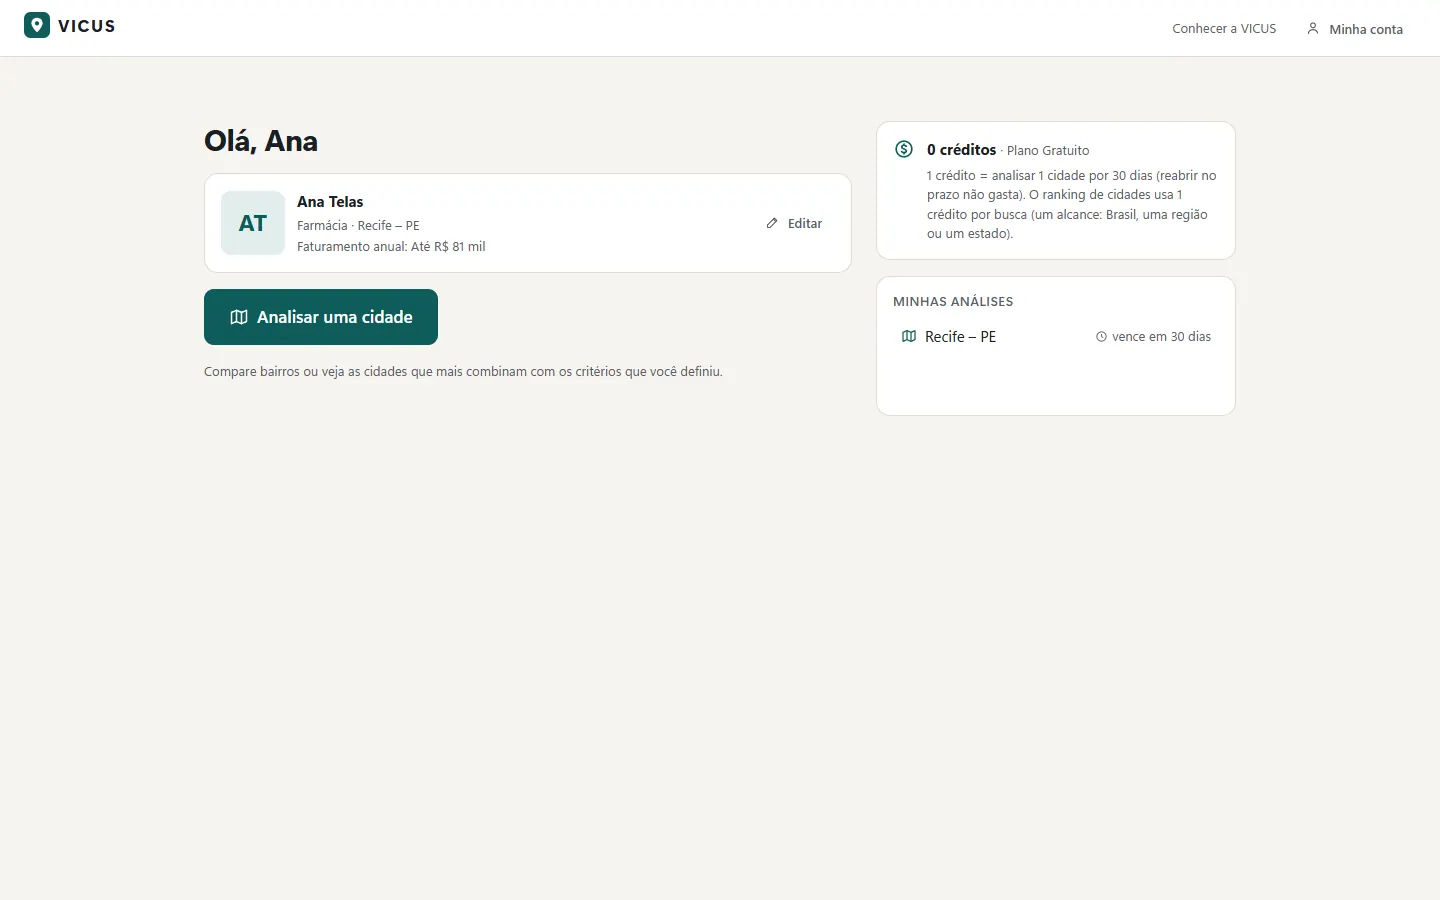 VICUS
Conhecer a VICUS
Minha conta
Olá, Ana
AT
Ana Telas
Farmácia · Recife – PE
Faturamento anual: Até R$ 81 mil
Editar
Analisar uma cidade
Compare bairros ou veja as cidades que mais combinam com os critérios que você definiu.
0 créditos · Plano Gratuito
1 crédito = analisar 1 cidade por 30 dias (reabrir no
prazo não gasta). O ranking de cidades usa 1
crédito por busca (um alcance: Brasil, uma região
ou um estado).
MINHAS ANÁLISES
Recife – PE
vence em 30 dias